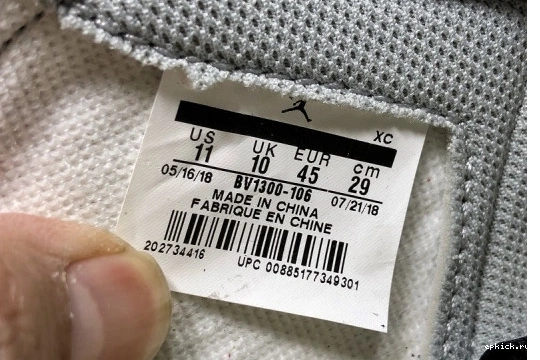 XC
US UK EUR cm
11 10 45 29
05/16/18 BV1300-106 07/21/18
MADE IN CHINA
FABRIQUE EN CHINE
202734416 UPC 00885177349301
epkick.ru